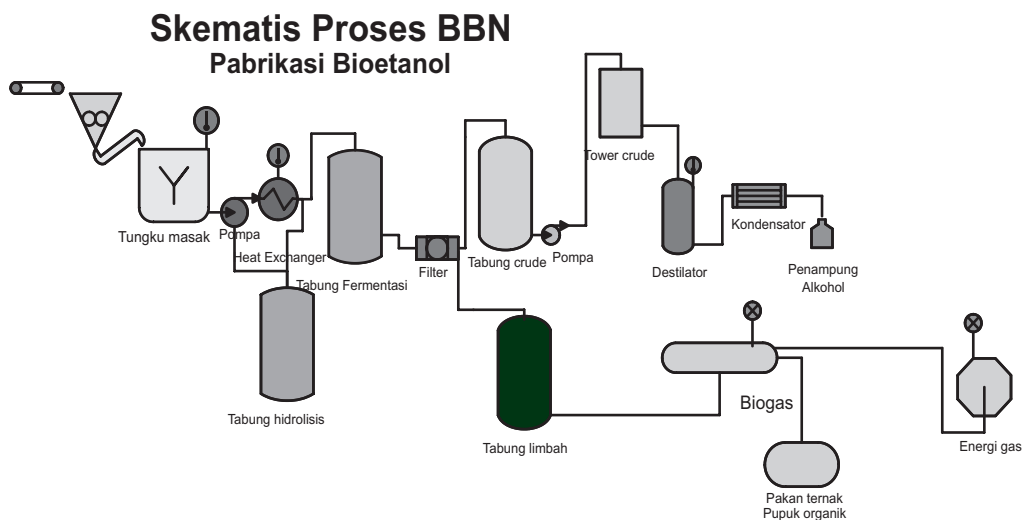 Skematis Proses BBN
Pabrikasi Bioetanol
Tower crude
Tungku masak
Pompa
Heat Exchanger
Tabung Fermentasi
Filter
Tabung crude
Pompa
Destilator
Kondensator
Penampung
Alkohol
Tabung hidrolisis
Tabung limbah
Biogas
Energi gas
Pakan ternak
Pupuk organik